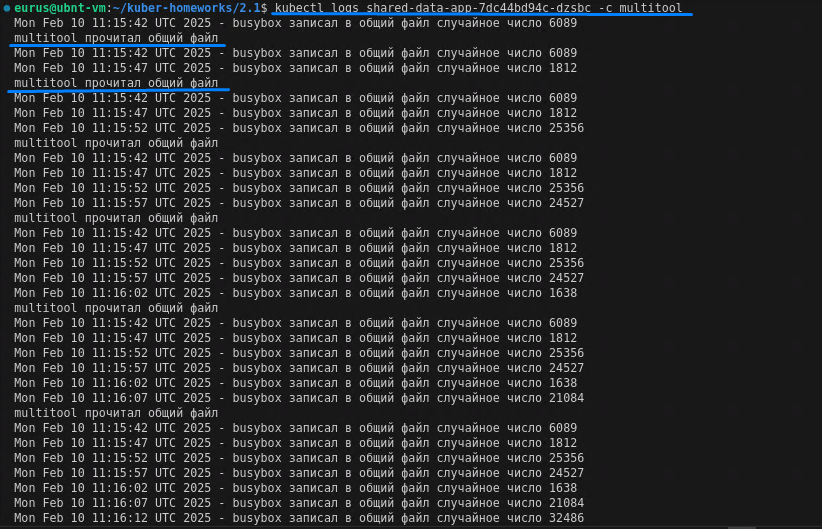 eurus@ubnt-vm:~/kuber-homeworks/2.1$ kubectl logs shared-data-app-7dc44bd94c-dzsbc -c multitool
Mon Feb 10 11:15:42 UTC 2025 - busybox записал в общий файл случайное число 6089
multitool прочитал общий файл
Mon Feb 10 11:15:42 UTC 2025 - busybox записал в общий файл случайное число 6089
Mon Feb 10 11:15:47 UTC 2025 - busybox записал в общий файл случайное число 1812
multitool прочитал общий файл
Mon Feb 10 11:15:42 UTC 2025 - busybox записал в общий файл случайное число 6089
Mon Feb 10 11:15:47 UTC 2025 - busybox записал в общий файл случайное число 1812
Mon Feb 10 11:15:52 UTC 2025 - busybox записал в общий файл случайное число 25356
multitool прочитал общий файл
Mon Feb 10 11:15:42 UTC 2025 - busybox записал в общий файл случайное число 6089
Mon Feb 10 11:15:47 UTC 2025 - busybox записал в общий файл случайное число 1812
Mon Feb 10 11:15:52 UTC 2025 - busybox записал в общий файл случайное число 25356
Mon Feb 10 11:15:57 UTC 2025 - busybox записал в общий файл случайное число 24527
multitool прочитал общий файл
Mon Feb 10 11:15:42 UTC 2025 - busybox записал в общий файл случайное число 6089
Mon Feb 10 11:15:47 UTC 2025 - busybox записал в общий файл случайное число 1812
Mon Feb 10 11:15:52 UTC 2025 - busybox записал в общий файл случайное число 25356
Mon Feb 10 11:15:57 UTC 2025 - busybox записал в общий файл случайное число 24527
Mon Feb 10 11:16:02 UTC 2025 - busybox записал в общий файл случайное число 1638
multitool прочитал общий файл
Mon Feb 10 11:15:42 UTC 2025 - busybox записал в общий файл случайное число 6089
Mon Feb 10 11:15:47 UTC 2025 - busybox записал в общий файл случайное число 1812
Mon Feb 10 11:15:52 UTC 2025 - busybox записал в общий файл случайное число 25356
Mon Feb 10 11:15:57 UTC 2025 - busybox записал в общий файл случайное число 24527
Mon Feb 10 11:16:02 UTC 2025 - busybox записал в общий файл случайное число 1638
Mon Feb 10 11:16:07 UTC 2025 - busybox записал в общий файл случайное число 21084
multitool прочитал общий файл
Mon Feb 10 11:15:42 UTC 2025 - busybox записал в общий файл случайное число 6089
Mon Feb 10 11:15:47 UTC 2025 - busybox записал в общий файл случайное число 1812
Mon Feb 10 11:15:52 UTC 2025 - busybox записал в общий файл случайное число 25356
Mon Feb 10 11:15:57 UTC 2025 - busybox записал в общий файл случайное число 24527
Mon Feb 10 11:16:02 UTC 2025 - busybox записал в общий файл случайное число 1638
Mon Feb 10 11:16:07 UTC 2025 - busybox записал в общий файл случайное число 21084
Mon Feb 10 11:16:12 UTC 2025 - busybox записал в общий файл случайное число 32486